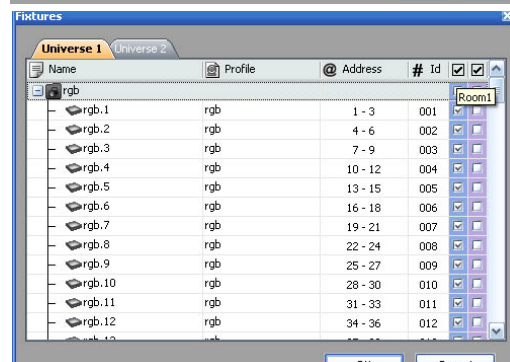 Fixtures
Universe 1 Universe 2
Name Profile @ Address # Id
rgb
Room1
rgb.1 rgb 1 - 3 001
rgb.2 rgb 4 - 6 002
rgb.3 rgb 7 - 9 003
rgb.4 rgb 10 - 12 004
rgb.5 rgb 13 - 15 005
rgb.6 rgb 16 - 18 006
rgb.7 rgb 19 - 21 007
rgb.8 rgb 22 - 24 008
rgb.9 rgb 25 - 27 009
rgb.10 rgb 28 - 30 010
rgb.11 rgb 31 - 33 011
rgb.12 rgb 34 - 36 012